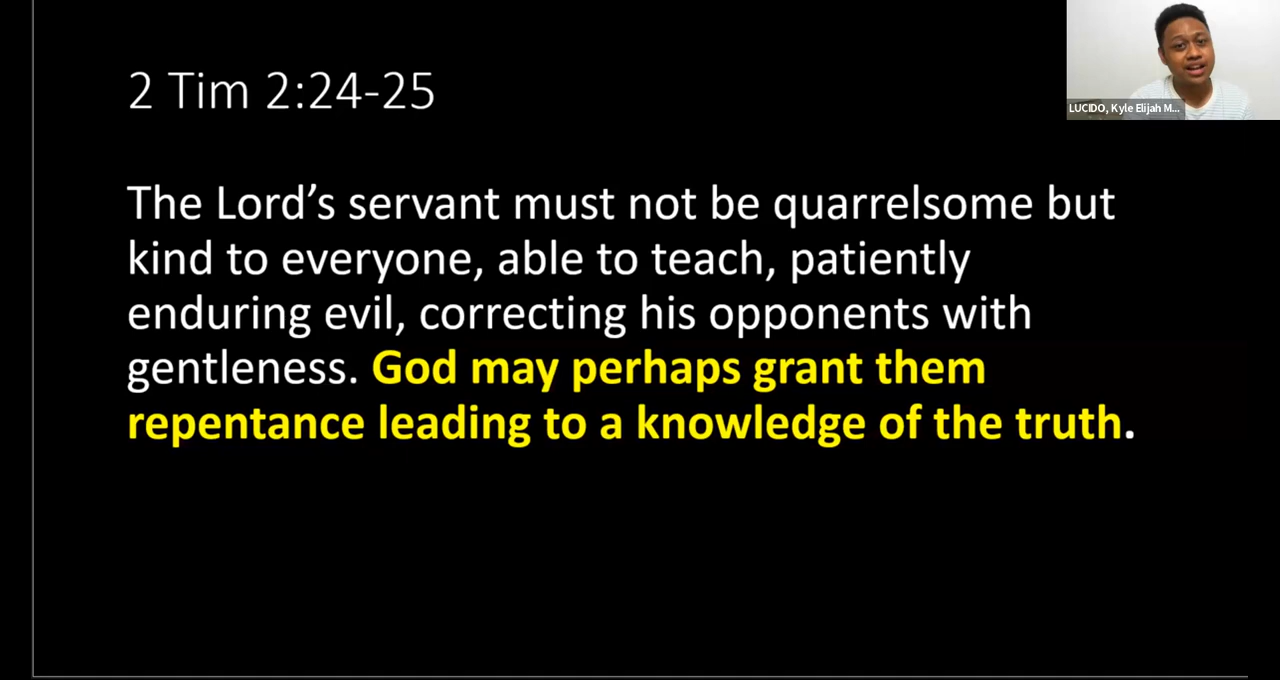 2 Tim 2:24-25
LUCIDO, Kyle Elijah M...
The Lord’s servant must not be quarrelsome but
kind to everyone, able to teach, patiently
enduring evil, correcting his opponents with
gentleness. God may perhaps grant them
repentance leading to a knowledge of the truth.